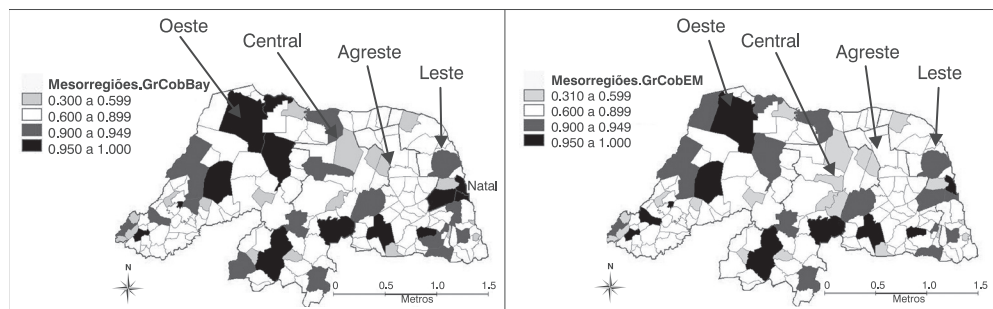 Oeste
Central
Agreste
Leste
Mesorregiões.GrCobBay
0.300 a 0.599
0.600 a 0.899
0.900 a 0.949
0.950 a 1.000
Natal
N
0 0.5 1.0 1.5
Metros
Oeste
Central
Agreste
Leste
Mesorregiões.GrCobEM
0.310 a 0.599
0.600 a 0.899
0.900 a 0.949
0.950 a 1.000
N
0.0 0.5 1.0 1.5
Metros